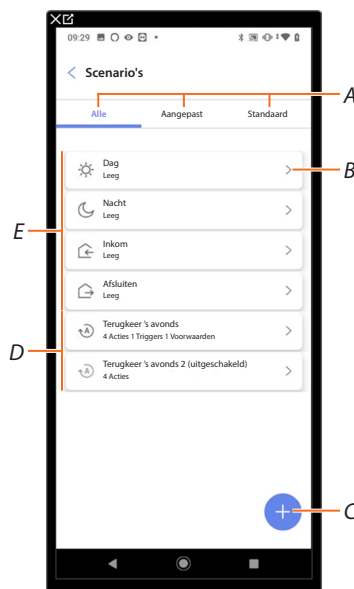 09:29
Scenario's
A
Alle Aangepast Standaard
Dag
Leeg
B
Nacht
Leeg
E
Inkom
Leeg
Afsluiten
Leeg
Terugkeer 's avonds
4 Acties 1 Triggers 1 Voorwaarden
D
Terugkeer 's avonds 2 (uitgeschakeld)
4 Acties
C